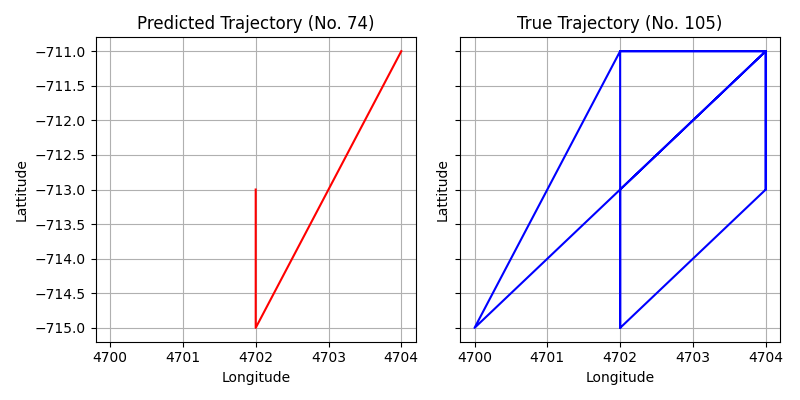 Predicted Trajectory (No. 74)
−711.0
−711.5
−712.0
−712.5
−713.0
−713.5
−714.0
−714.5
−715.0
Lattitude
4700 4701 4702 4703 4704
Longitude
True Trajectory (No. 105)
Lattitude
4700 4701 4702 4703 4704
Longitude